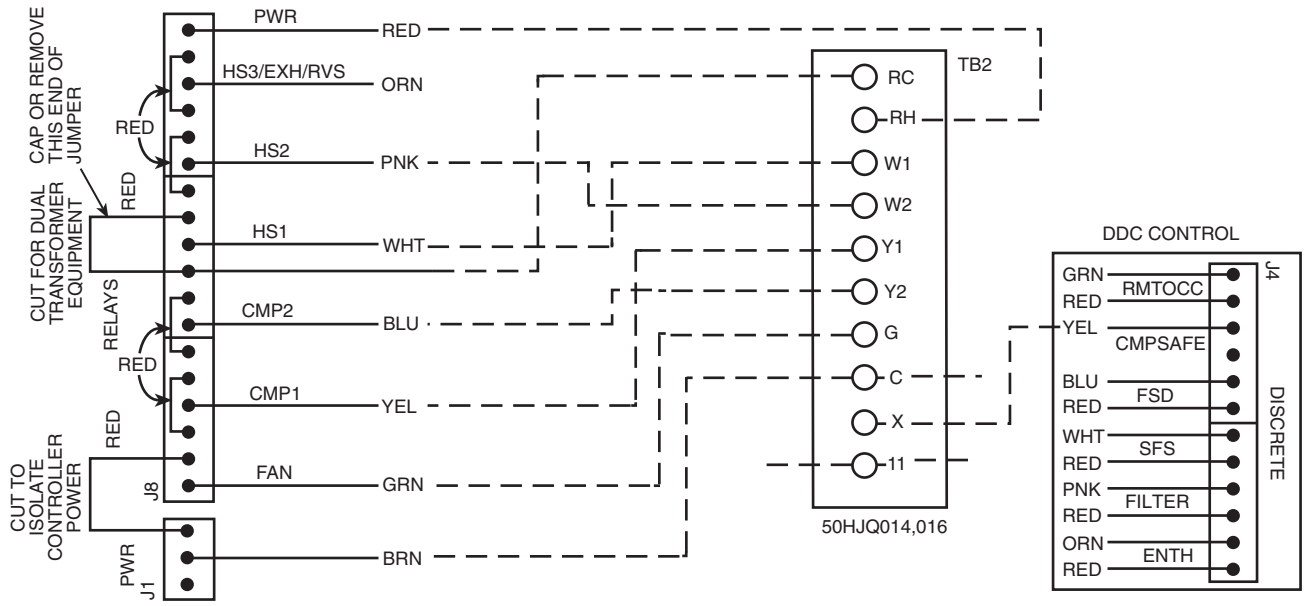 CAP OR REMOVE
THIS END OF
JUMPER
CUT FOR DUAL
TRANSFORMER
EQUIPMENT
CUT TO
ISOLATE
CONTROLLER
POWER
RED
RED
RED
RED
RELAYS
J8
PWR
J1
PWR
RED
HS3/EXH/RVS
ORN
HS2
PNK
HS1
WHT
CMP2
BLU
CMP1
YEL
FAN
GRN
BRN
TB2
RC
RH
W1
W2
Y1
Y2
G
C
X
11
50HJQ014,016
DDC CONTROL
J4
DISCRETE
GRN
RMTOCC
RED
YEL
CMPSAFE
BLU
FSD
RED
WHT
SFS
RED
PNK
FILTER
RED
ORN
ENTH
RED